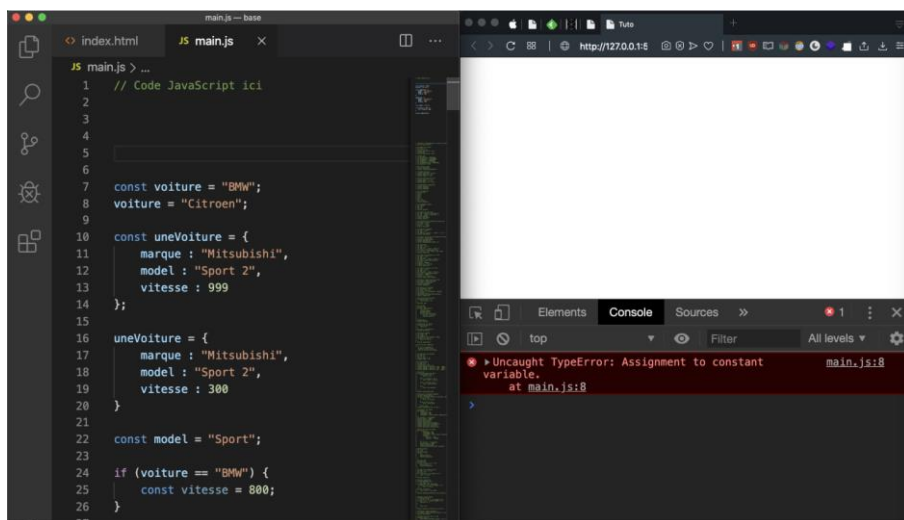 main.js — base
index.html
JS main.js
JS main.js > ...
1 // Code JavaScript ici
2
3
4
5
6
7 const voiture = "BMW";
8 voiture = "Citroen";
9
10 const uneVoiture = {
11 marque : "Mitsubishi",
12 model : "Sport 2",
13 vitesse : 999
14 };
15
16 uneVoiture = {
17 marque : "Mitsubishi",
18 model : "Sport 2",
19 vitesse : 300
20 }
21
22 const model = "Sport";
23
24 if (voiture == "BMW") {
25 const vitesse = 800;
26 }
Tuto
http://127.0.0.1:5
Elements Console Sources » 1
top Filter All levels
Uncaught TypeError: Assignment to constant main.js:8
variable.
at main.js:8